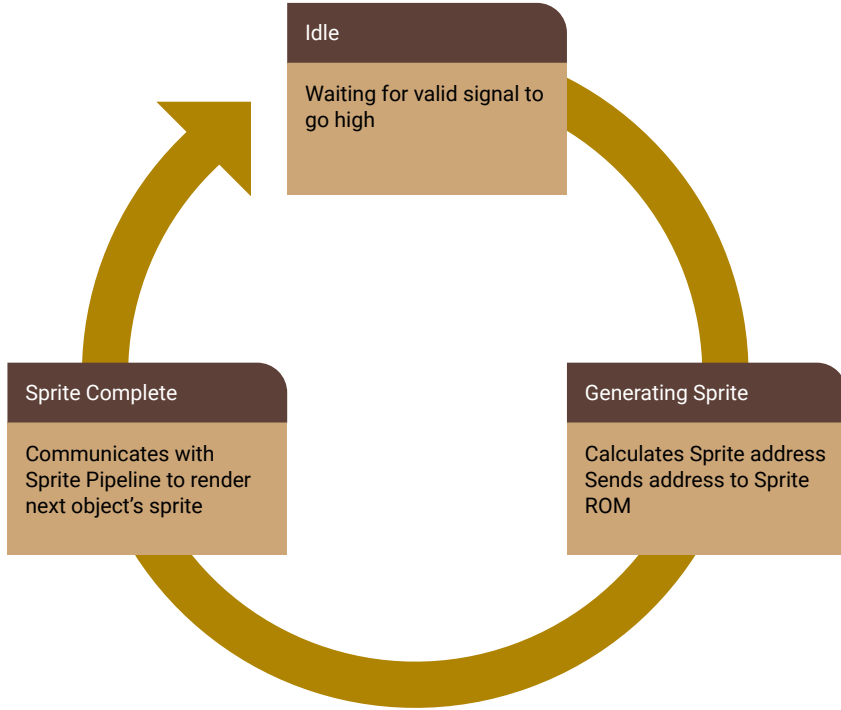 Idle
Waiting for valid signal to
go high
Sprite Complete
Communicates with
Sprite Pipeline to render
next object's sprite
Generating Sprite
Calculates Sprite address
Sends address to Sprite
ROM